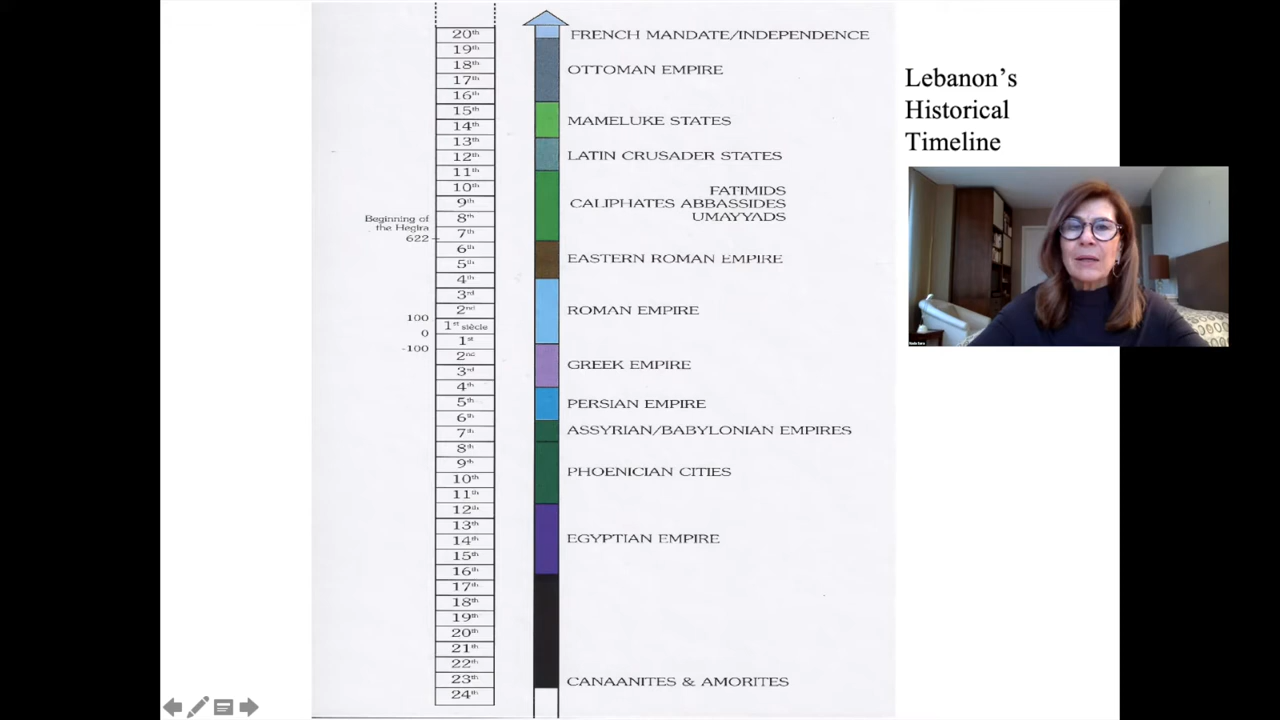 Lebanon's
Historical
Timeline
20th
19th
18th
17th
16th
15th
14th
13th
12th
11th
10th
9th
8th
7th
6th
5th
4th
3rd
2nd
1st siècle
1st
2nd
3rd
4th
5th
6th
7th
8th
9th
10th
11th
12th
13th
14th
15th
16th
17th
18th
19th
20th
21th
22th
23th
24th
Beginning of
the Hegira
622
100
0
-100
FRENCH MANDATE/INDEPENDENCE
OTTOMAN EMPIRE
MAMELUKE STATES
LATIN CRUSADER STATES
FATIMIDS
CALIPHATES ABBASSIDES
UMAYYADS
EASTERN ROMAN EMPIRE
ROMAN EMPIRE
GREEK EMPIRE
PERSIAN EMPIRE
ASSYRIAN/BABYLONIAN EMPIRES
PHOENICIAN CITIES
EGYPTIAN EMPIRE
CANAANITES & AMORITES